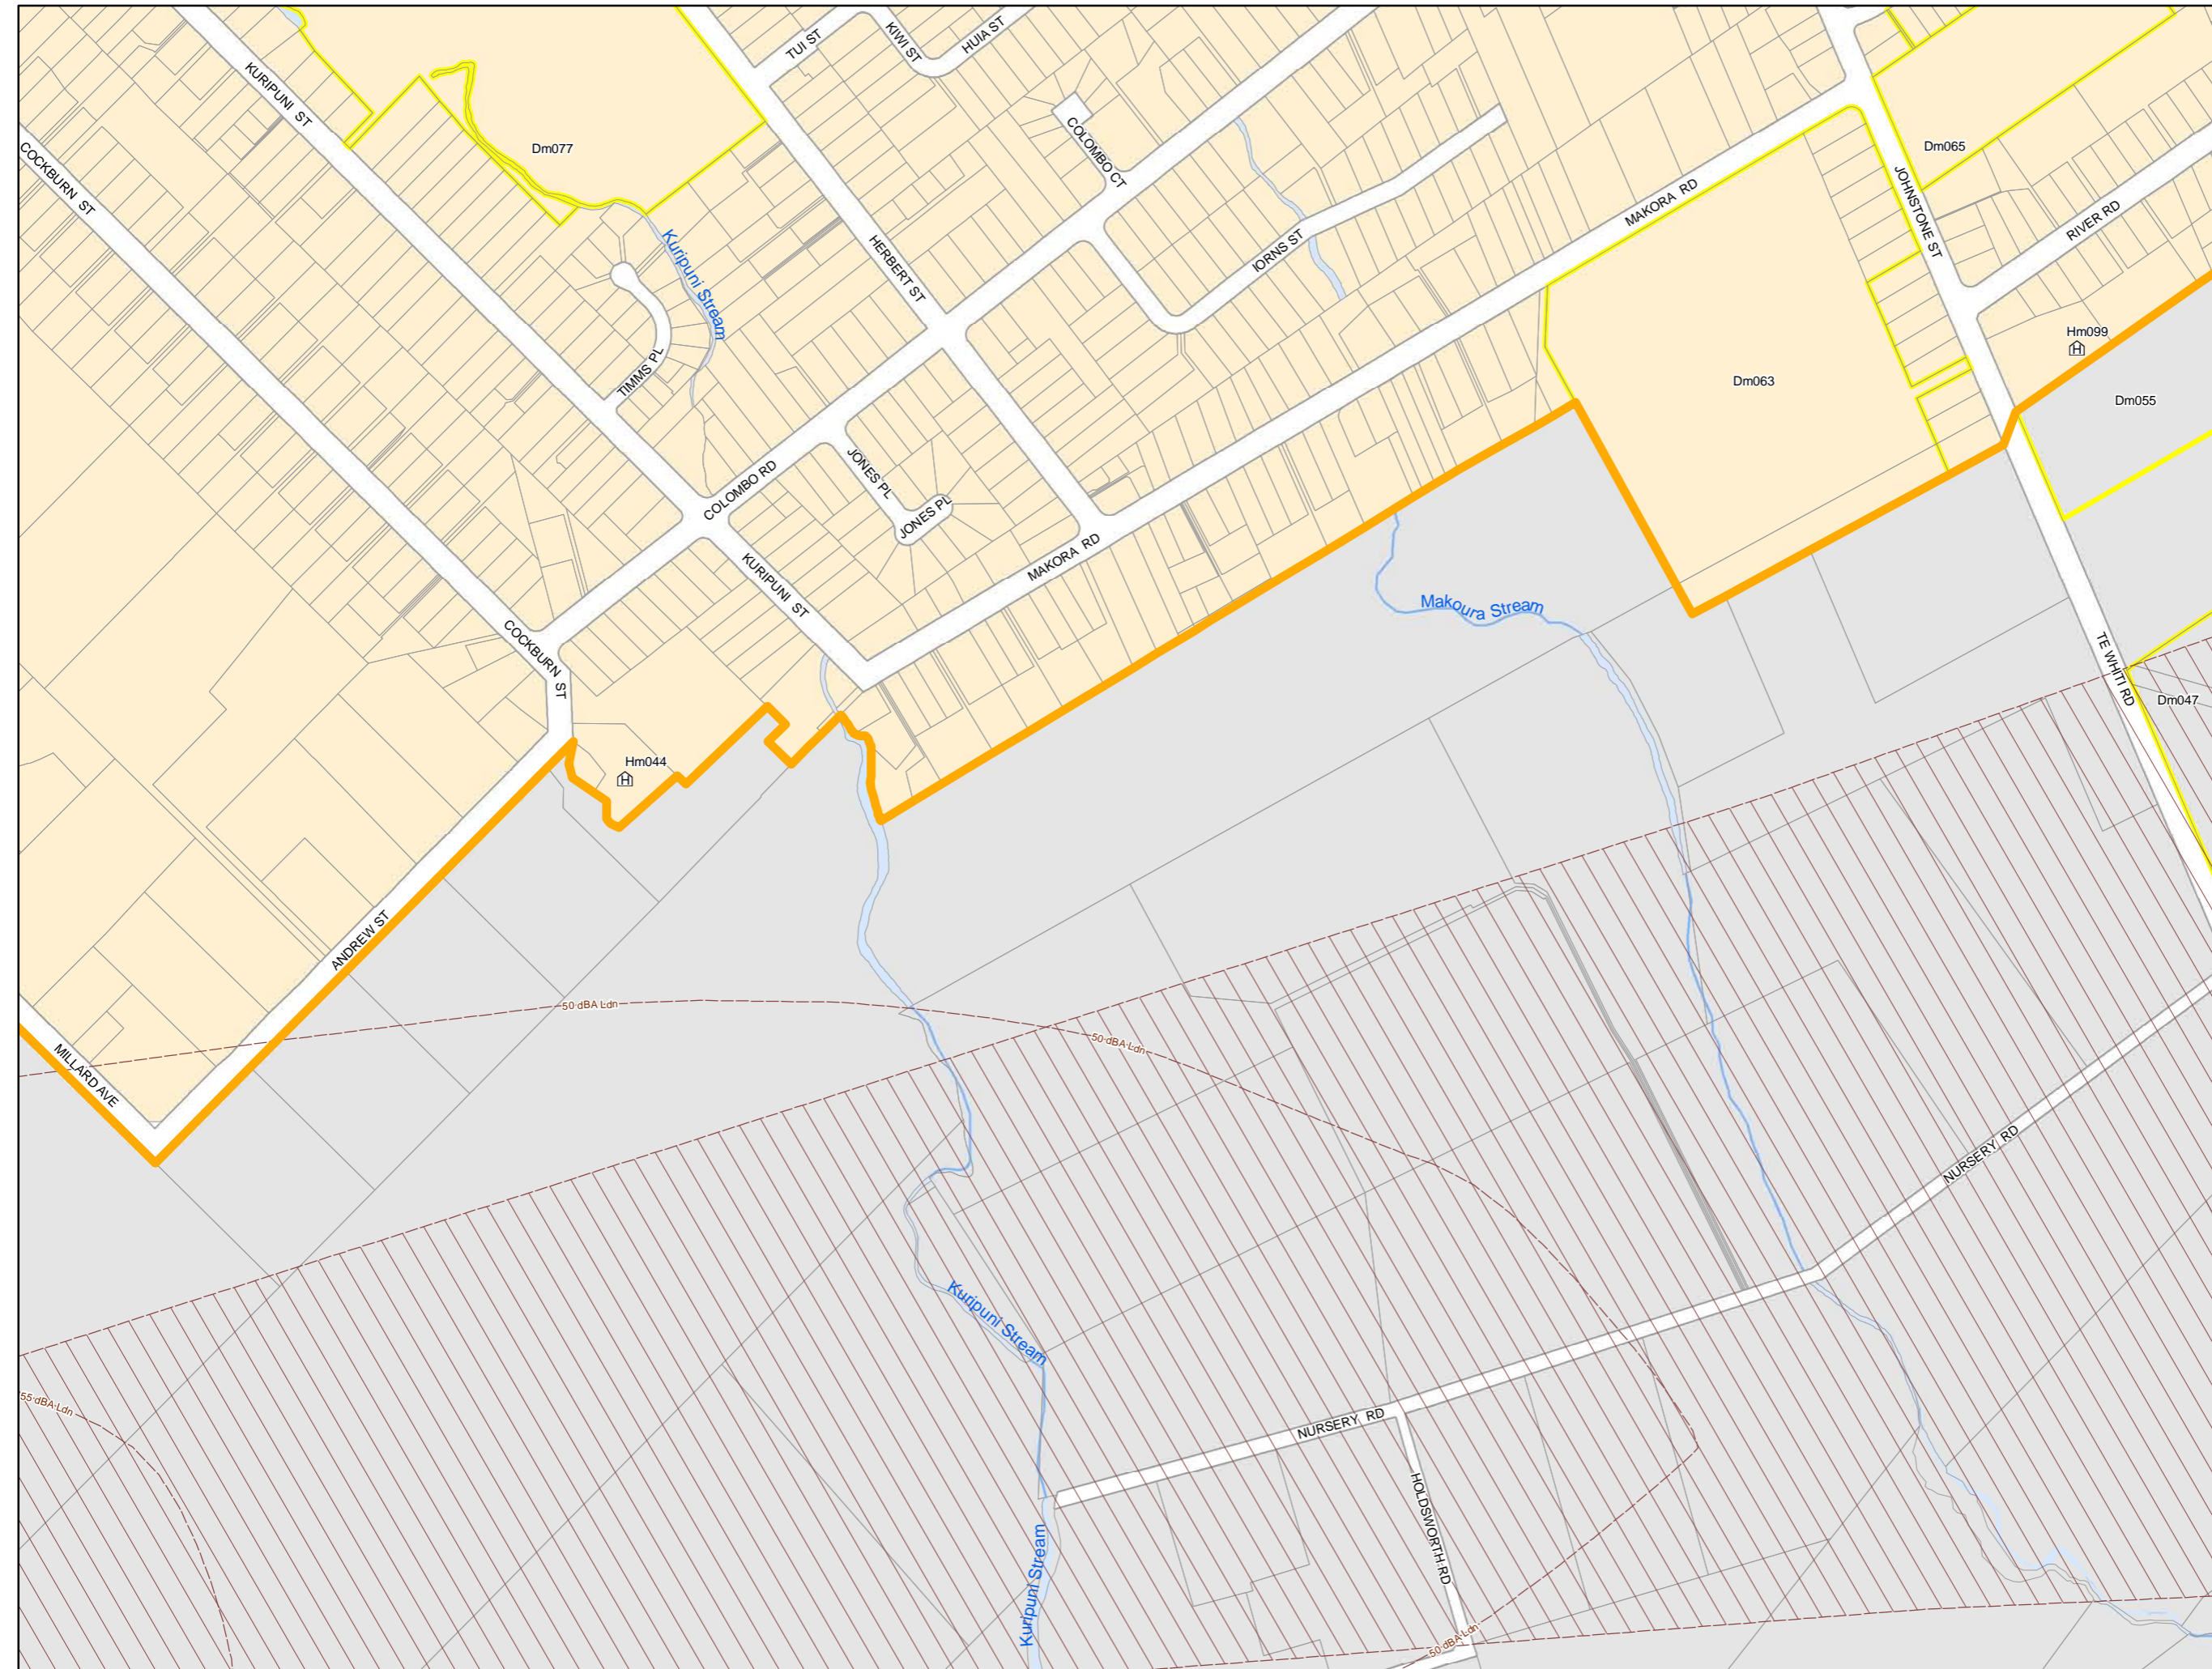 TUI ST
KIWI ST
HUIA ST
KURIPUNI ST
COCKBURN ST
Dm077
COLOMBO CT
Dm065
JOHNSTONE ST
MAKORA RD
RIVER RD
Kuripuni Stream
HERBERT ST
IORNS ST
Hm099
H
TIMMS PL
Dm063
Dm055
COLOMBO RD
JONES PL
JONES PL
KURIPUNI ST
MAKORA RD
Makoura Stream
COCKBURN ST
TE WHITI RD
Dm047
Hm044
H
ANDREW ST
50 dBA Ldn
50 dBA Ldn
MILLARD AVE
NURSERY RD
Kuripuni Stream
55 dBA Ldn
NURSERY RD
HOLDSWORTH RD
Kuripuni Stream
50 dBA Ldn